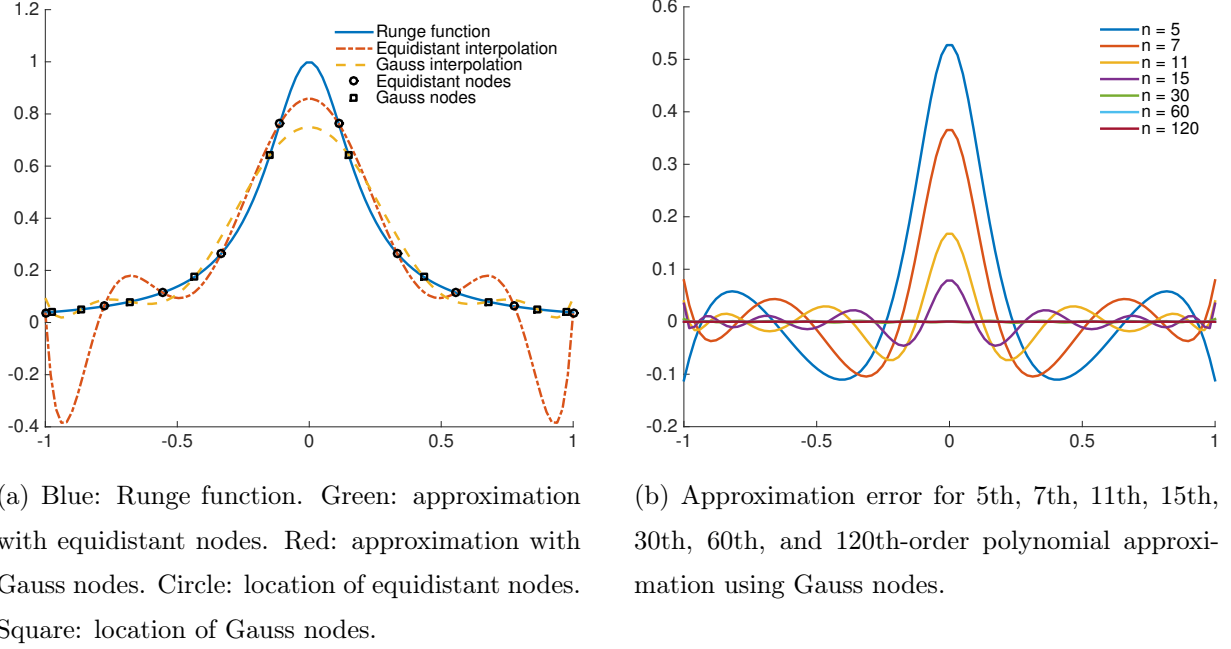 1.2
1
0.8
0.6
0.4
0.2
0
-0.2
-0.4
-1
-0.5
0
0.5
1
Runge function
Equidistant interpolation
Gauss interpolation
Equidistant nodes
Gauss nodes
0.6
0.5
0.4
0.3
0.2
0.1
0
-0.1
-0.2
-1
-0.5
0
0.5
1
n = 5
n = 7
n = 11
n = 15
n = 30
n = 60
n = 120
(a) Blue: Runge function. Green: approximation
with equidistant nodes. Red: approximation with
Gauss nodes. Circle: location of equidistant nodes.
Square: location of Gauss nodes.
(b) Approximation error for 5th, 7th, 11th, 15th,
30th, 60th, and 120th-order polynomial approxi-
mation using Gauss nodes.